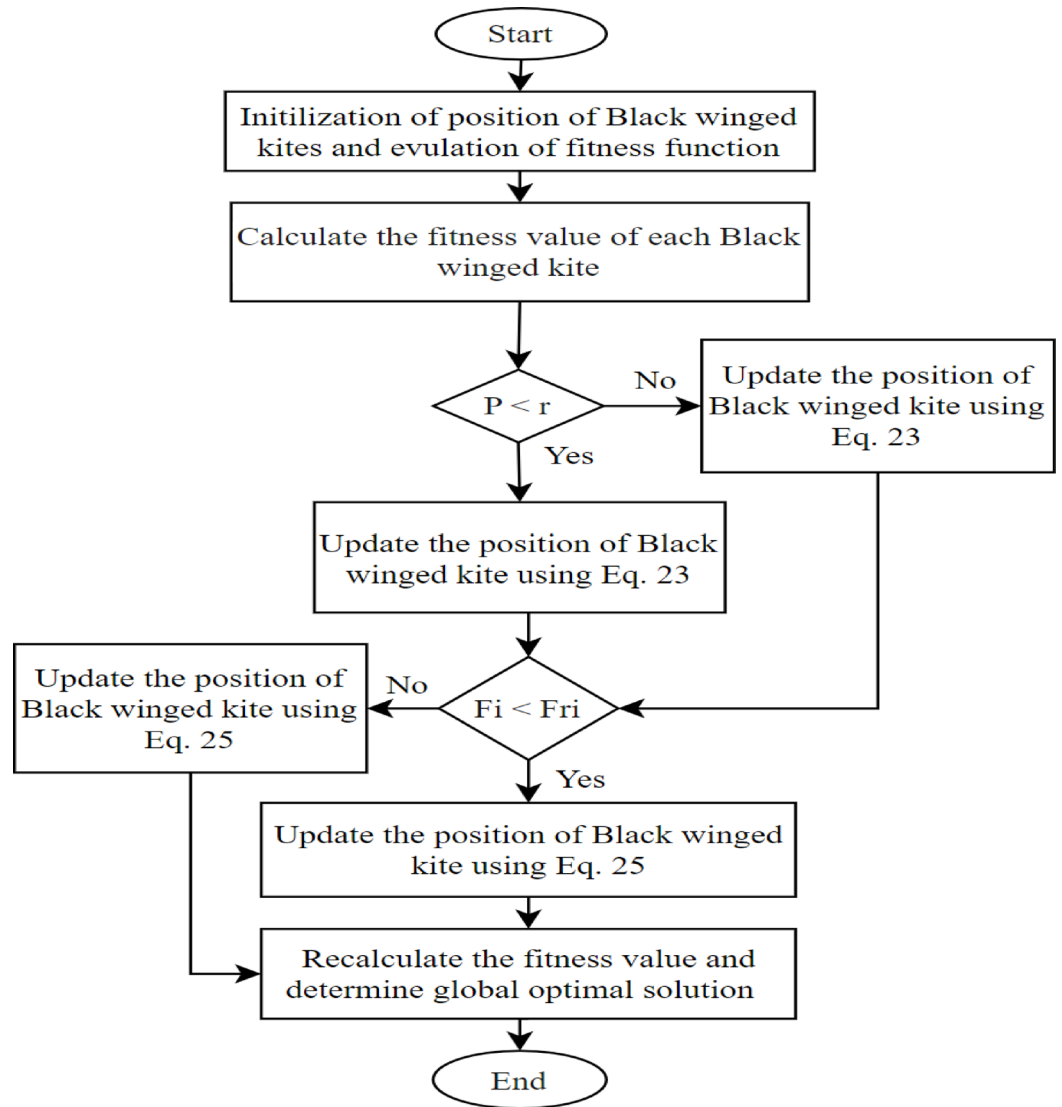 Start
Initilization of position of Black winged
kites and evulation of fitness function
Calculate the fitness value of each Black
winged kite
P < r
No
Update the position of
Black winged kite using
Eq. 23
Yes
Update the position of Black
winged kite using Eq. 23
Fi < Fri
No
Update the position of
Black winged kite using
Eq. 25
Yes
Update the position of Black winged
kite using Eq. 25
Recalculate the fitness value and
determine global optimal solution
End